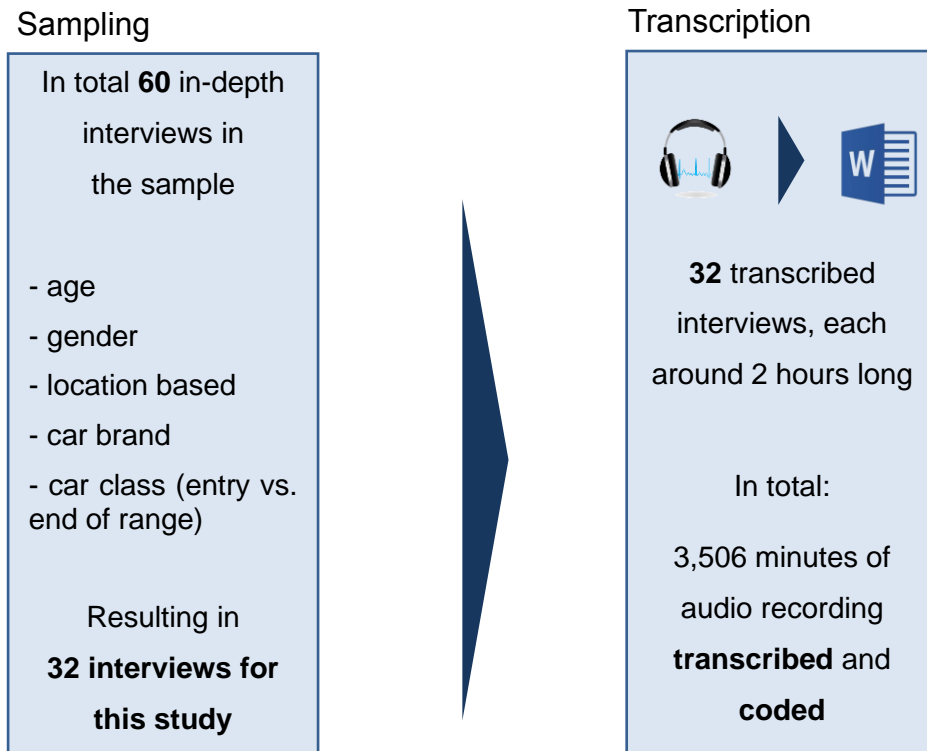 Sampling
In total 60 in-depth
interviews in
the sample
- age
- gender
- location based
- car brand
- car class (entry vs.
end of range)
Resulting in
32 interviews for
this study
Transcription
W
32 transcribed
interviews, each
around 2 hours long
In total:
3,506 minutes of
audio recording
transcribed and
coded